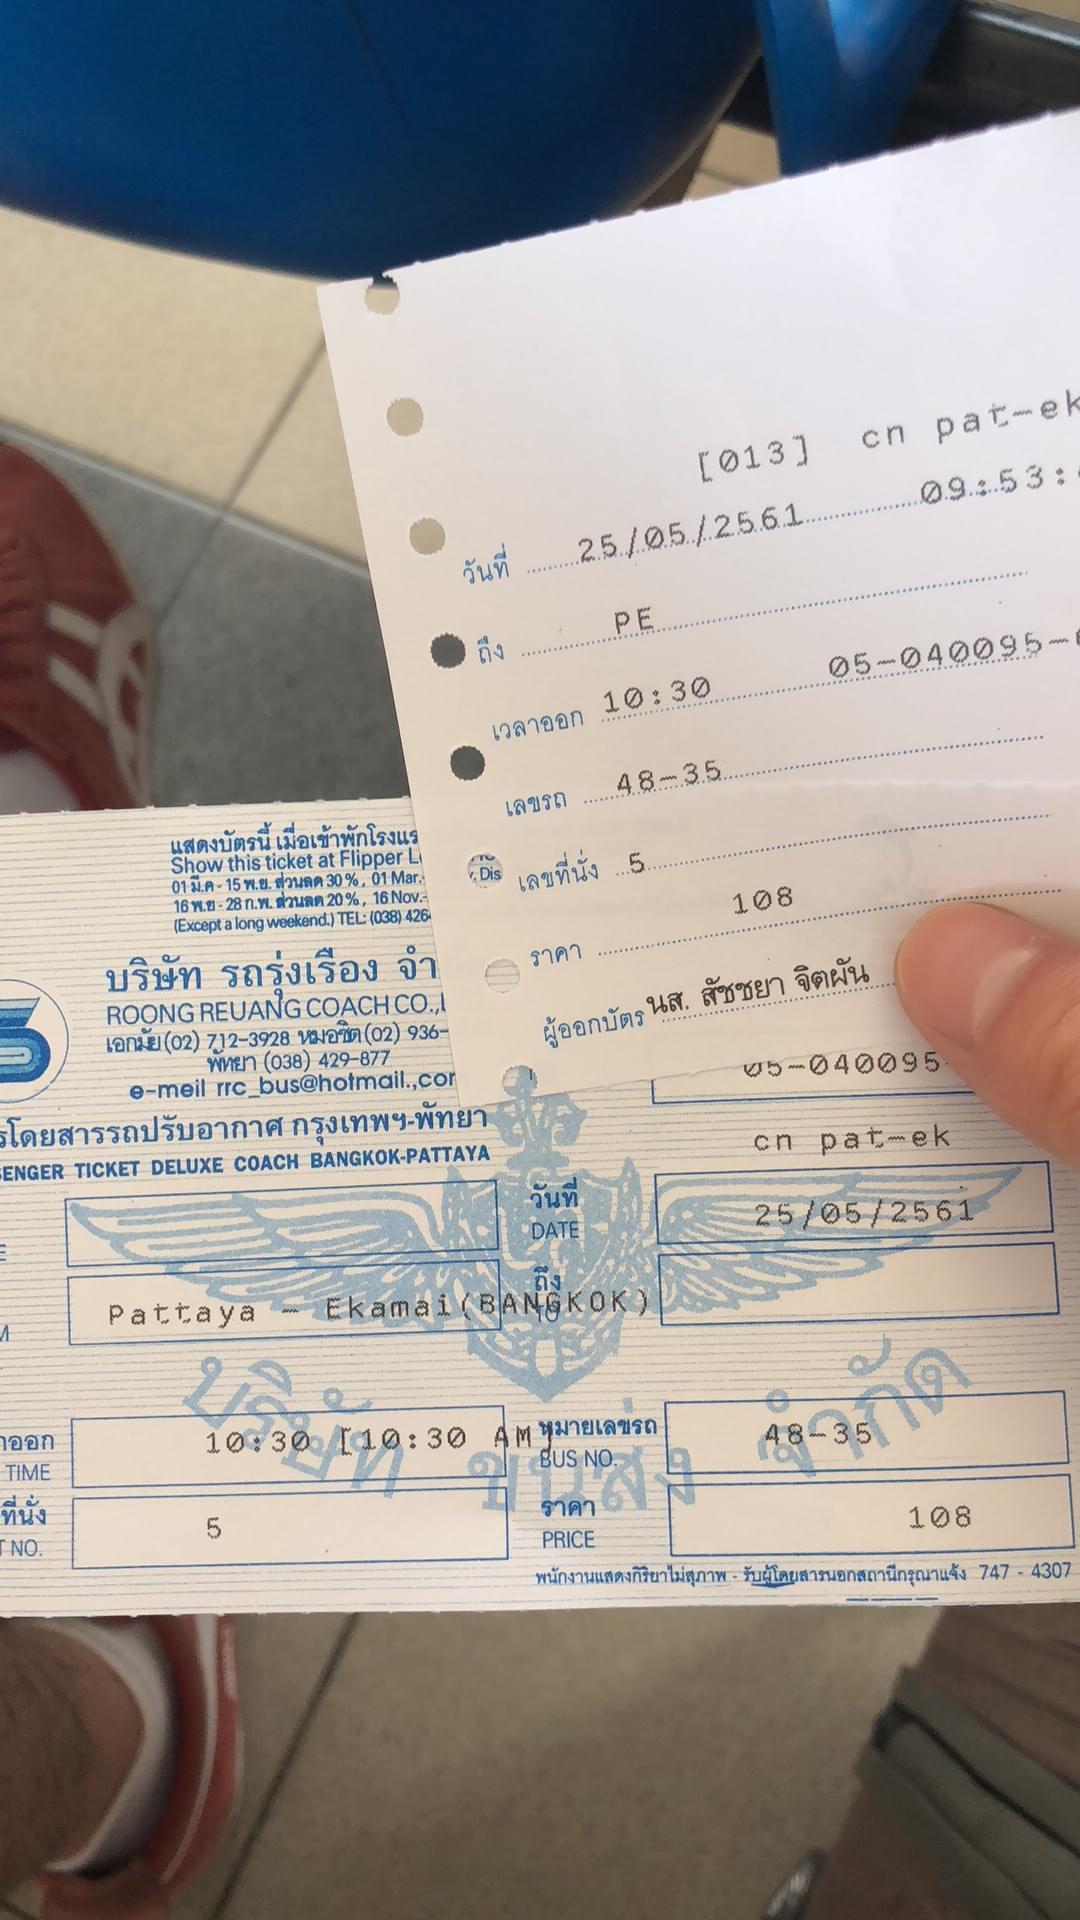 [013] cn pat-ek
วันที่ 25/05/2561 09:53:
ถึง PE
เวลาออก 10:30 05-040095-
เลขรถ 48-35
เลขที่นั่ง 5
ราคา 108
ผู้ออกบัตร นส. สัชชยา จิตผัน
แสดงบัตรนี้ เมื่อเข้าพักโรงแร
Show this ticket at Flipper L
01 มี.ค - 15 พ.ย. ส่วนลด 30%, 01 Mar.
16 พ.ย - 28 ก.พ. ส่วนลด 20%, 16 Nov.-
Dis
(Except a long weekend.) TEL: (038) 426
บริษัท รถรุ่งเรือง จำ
ROONG REUANG COACH CO.,
เอกมัย (02) 712-3928 หมอชิต (02) 936-
พัทยา (038) 429-877
e-meil rrc_bus@hotmail.,cor
รโดยสารรถปรับอากาศ กรุงเทพฯ-พัทยา
SENGER TICKET DELUXE COACH BANGKOK-PATTAYA
05-040095
cn pat-ek
วันที่ 25/05/2561
DATE
Pattaya - Ekamai(BANGKOK)
ถึง
TO
บริษัท ขนส่ง จำกัด
าออก 10:30 [10:30 AM หมายเลขรถ 48-35
TIME BUS NO.
ที่นั่ง 5 ราคา 108
T NO. PRICE
พนักงานแสดงกิริยาไม่สุภาพ - รับผู้โดยสารนอกสถานีกรุณาแจ้ง 747 - 4307